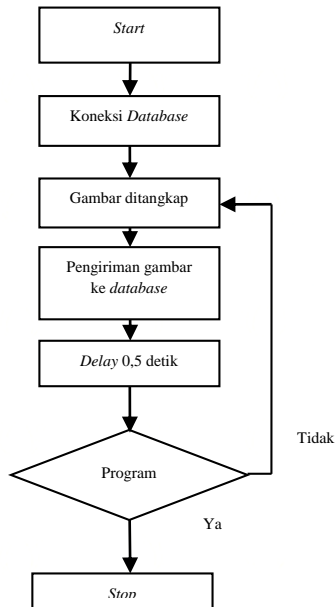 Start
Koneksi Database
Gambar ditangkap
Pengiriman gambar
ke database
Delay 0,5 detik
Tidak
Program
Ya
Stop